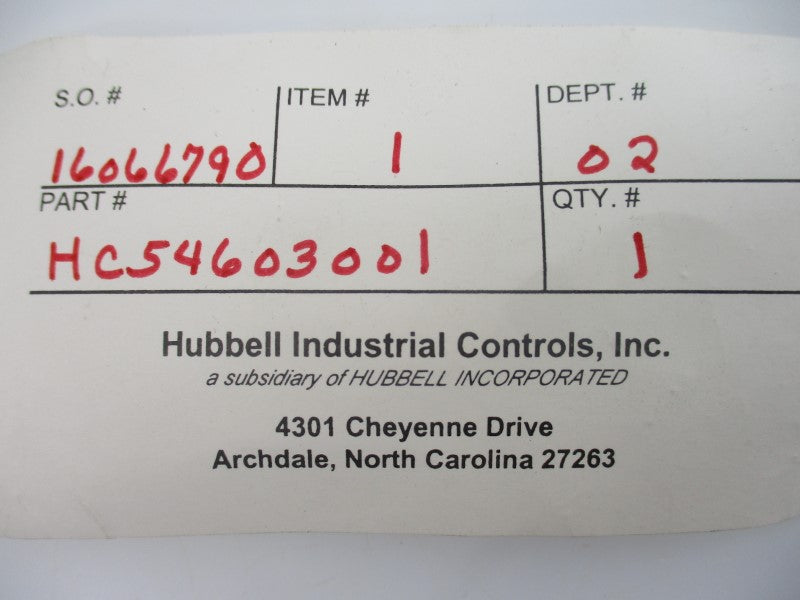 S.O. # ITEM # DEPT. #
16066790 1 02
PART # QTY. #
HC54603001 1
Hubbell Industrial Controls, Inc.
a subsidiary of HUBBELL INCORPORATED
4301 Cheyenne Drive
Archdale, North Carolina 27263